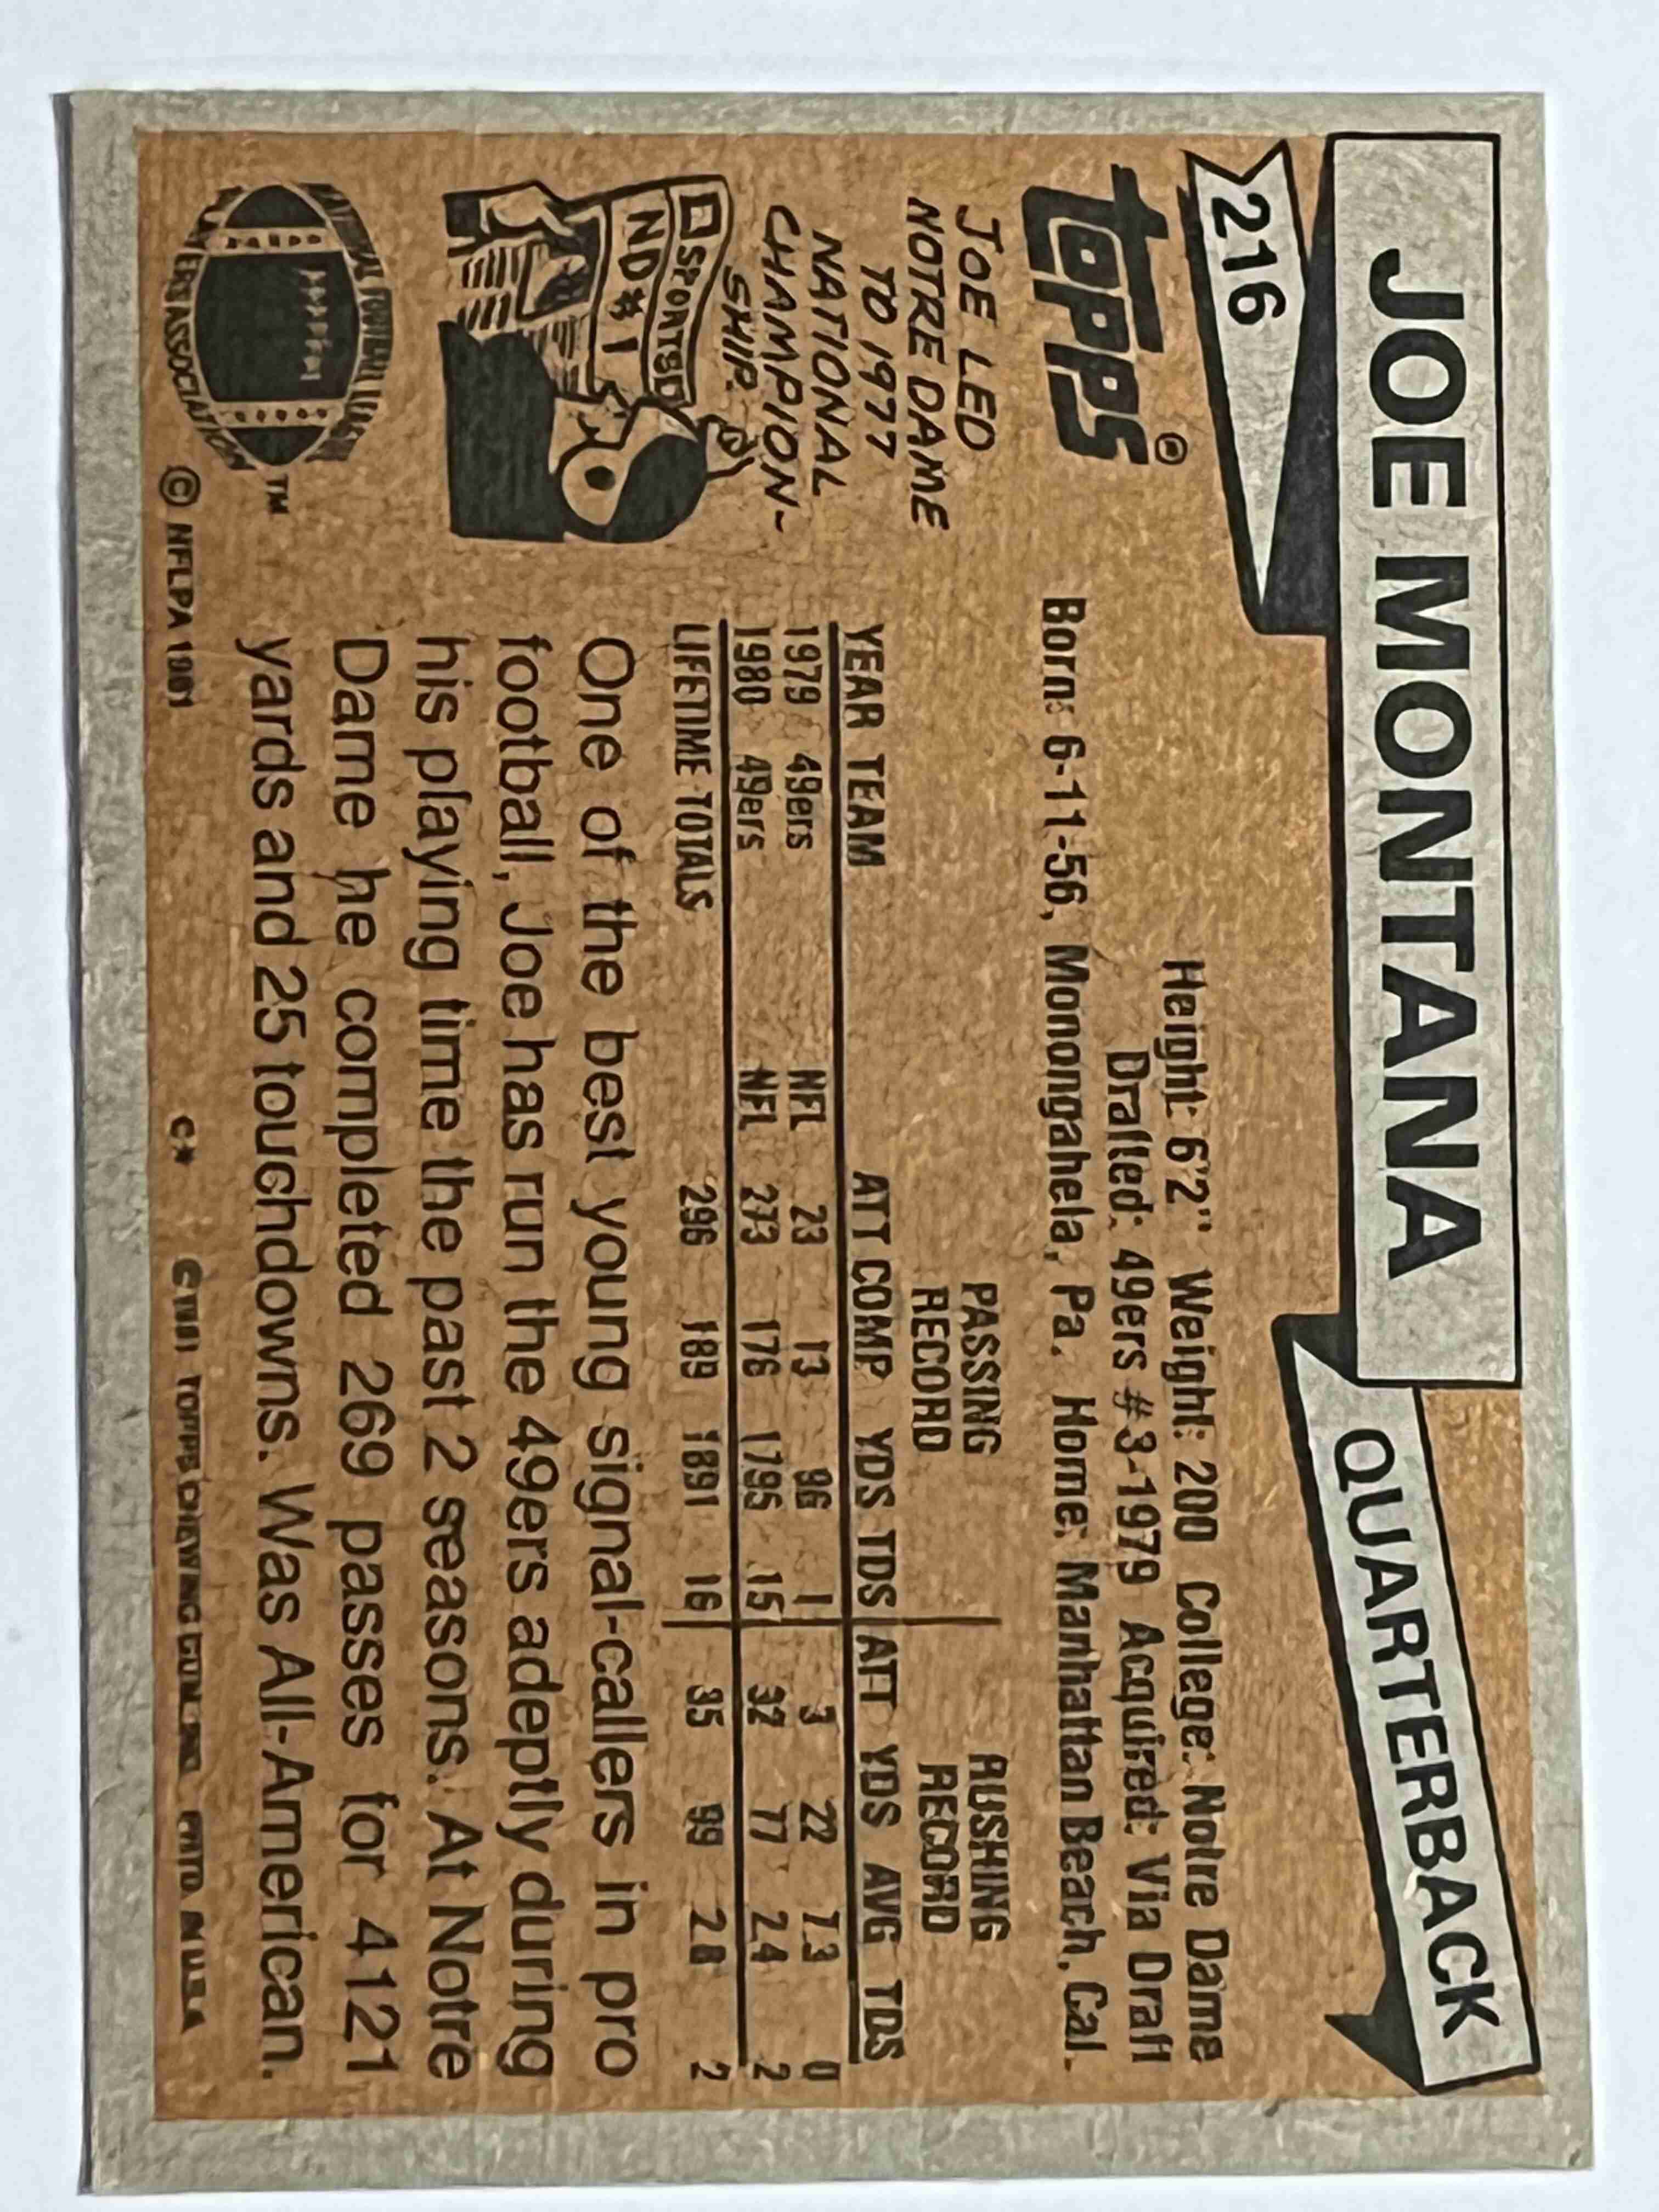 JOE MONTANA
QUARTERBACK
216
topps®
Height: 6'2" Weight: 200 College: Notre Dame
Drafted: 49ers #3-1979 Acquired: Via Draft
Born: 6-11-56, Monongahela, Pa. Home: Manhattan Beach, Cal.
JOE LED
NOTRE DAME
TO 1977
NATIONAL
CHAMPION-
SHIP.
SPORTSD
ND #1
PASSING RUSHING
RECORD RECORD
YEAR TEAM ATT COMP YDS TDS ATT YDS AVG TDS
1979 49ers NFL 23 13 96 1 3 22 7.3 0
1980 49ers NFL 273 176 1795 15 32 77 2.4 2
LIFETIME TOTALS 296 189 1891 16 35 99 2.8 2
One of the best young signal-callers in pro
football, Joe has run the 49ers adeptly during
his playing time the past 2 seasons. At Notre
Dame he completed 269 passes for 4121
yards and 25 touchdowns. Was All-American.
NATIONAL FOOTBALL LEAGUE
PLAYERS ASSOCIATION
TM
© NFLPA 1981
C*
© 1981 TOPPS CHEWING GUM, INC. PRTD. IN U.S.A.